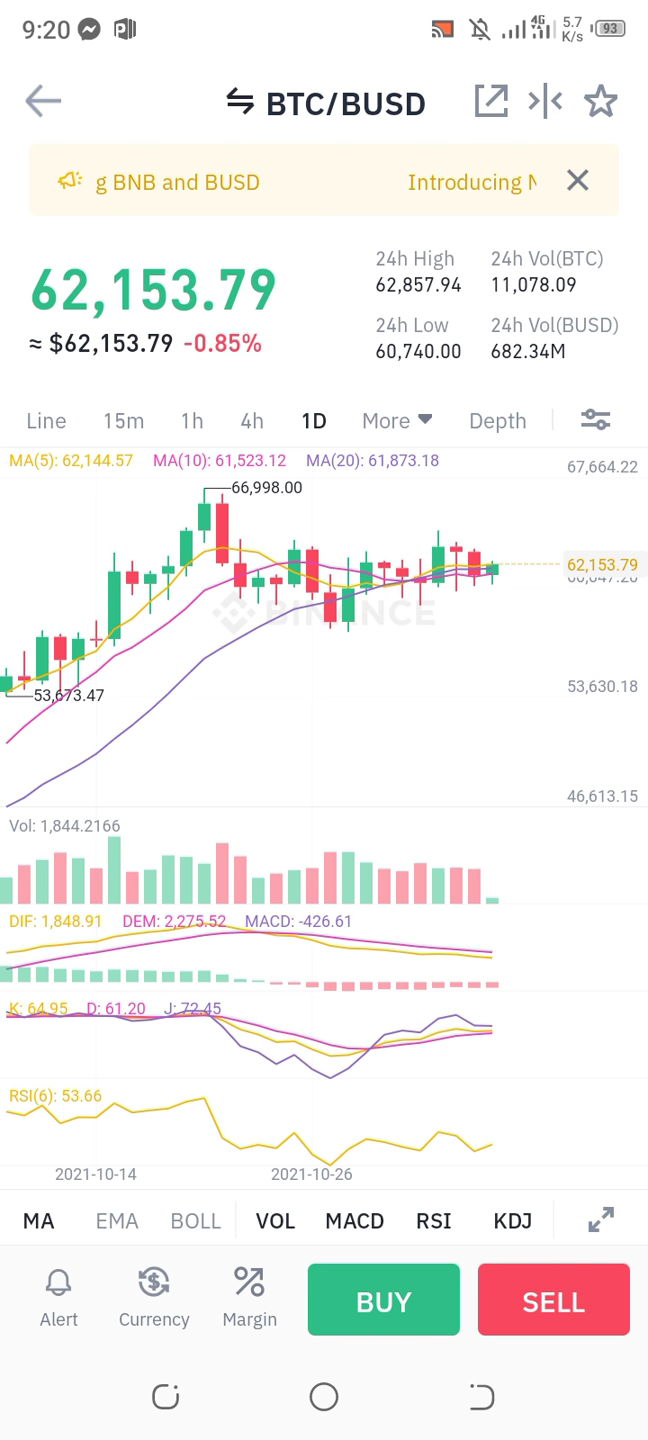 9:20
4G 5.7 K/s 93
BTC/BUSD
g BNB and BUSD Introducing
62,153.79
≈ $62,153.79 -0.85%
24h High 24h Vol(BTC)
62,857.94 11,078.09
24h Low 24h Vol(BUSD)
60,740.00 682.34M
Line 15m 1h 4h 1D More Depth
MA(5): 62,144.57 MA(10): 61,523.12 MA(20): 61,873.18
67,664.22
66,998.00
62,153.79
BINANCE
53,630.18
53,673.47
46,613.15
Vol: 1,844.2166
DIF: 1,848.91 DEM: 2,275.52 MACD: -426.61
K: 64.95 D: 61.20 J: 72.45
RSI(6): 53.66
2021-10-14 2021-10-26
MA EMA BOLL VOL MACD RSI KDJ
Alert Currency Margin BUY SELL